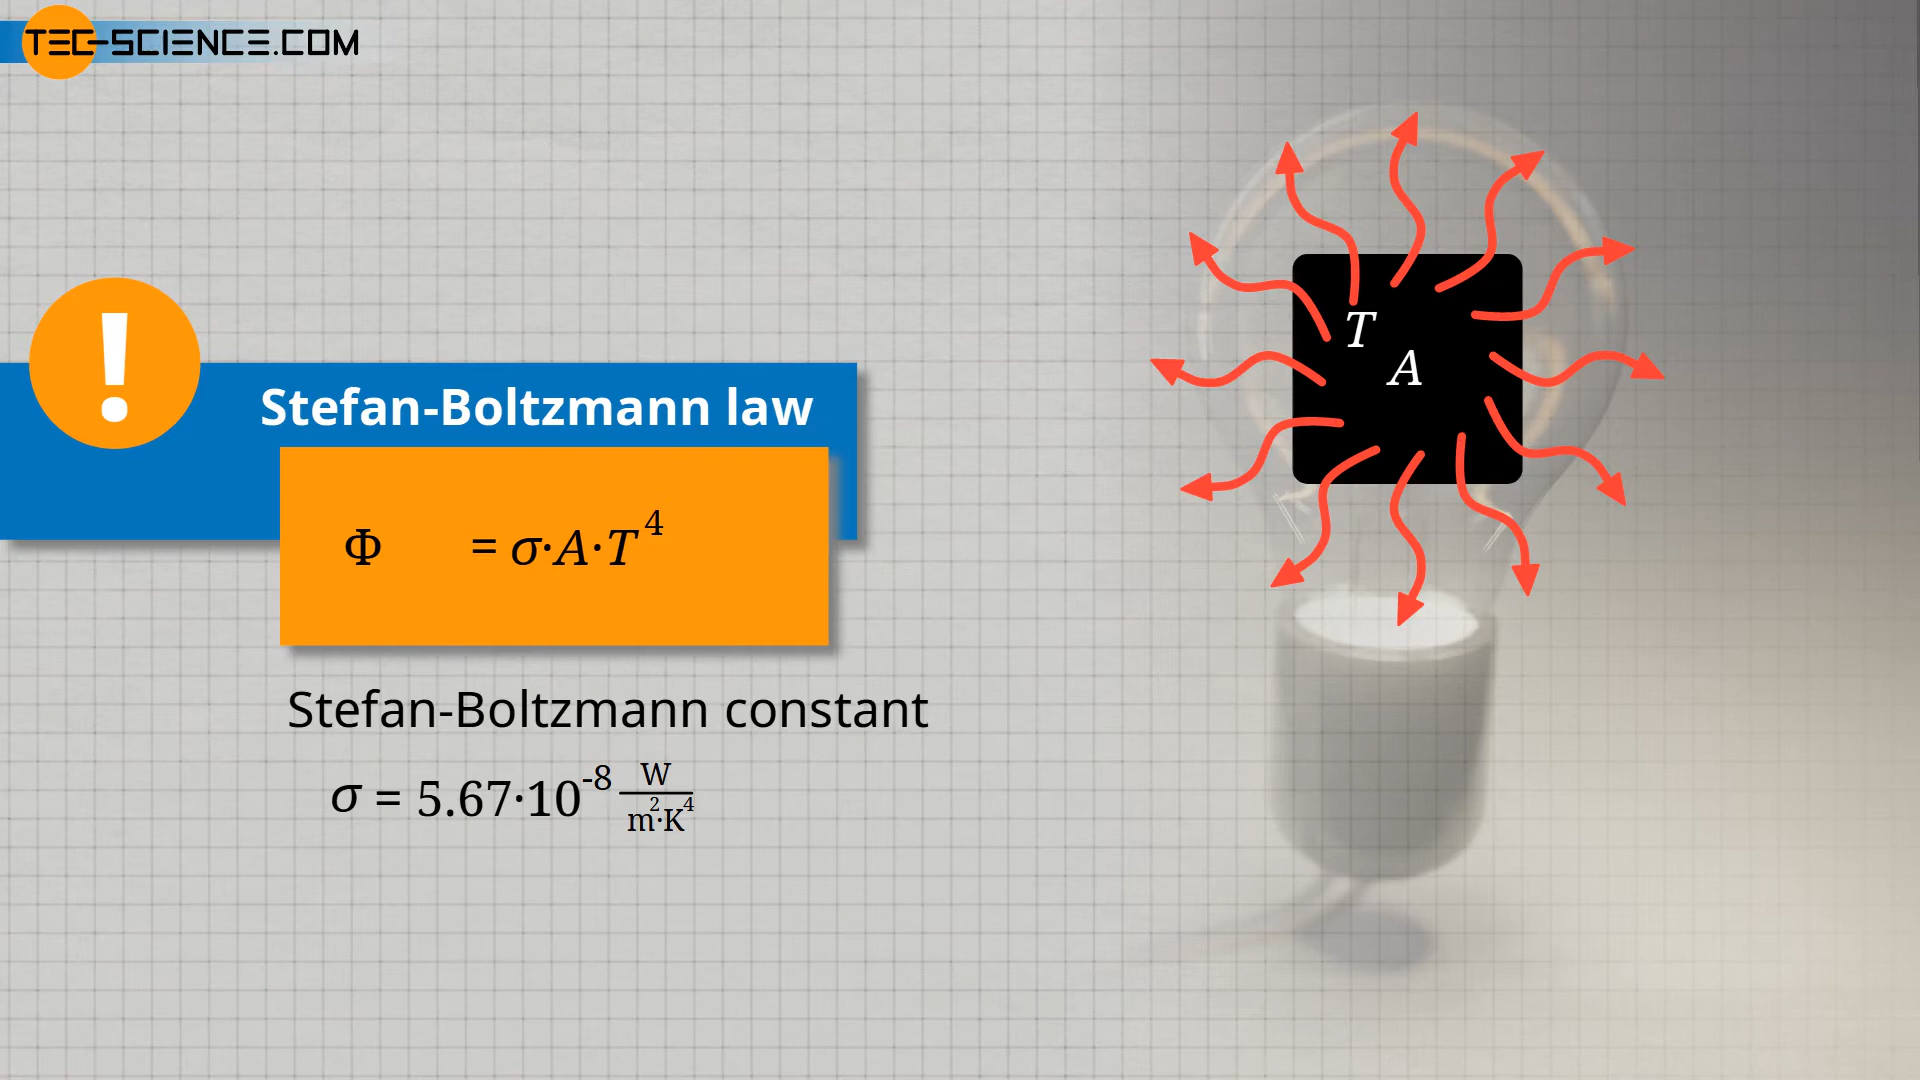 TEC-SCIENCE.COM
!
Stefan-Boltzmann law
Φ = σ·A·T⁴
Stefan-Boltzmann constant
σ = 5.67·10⁻⁸ W/m²·K⁴
T
A